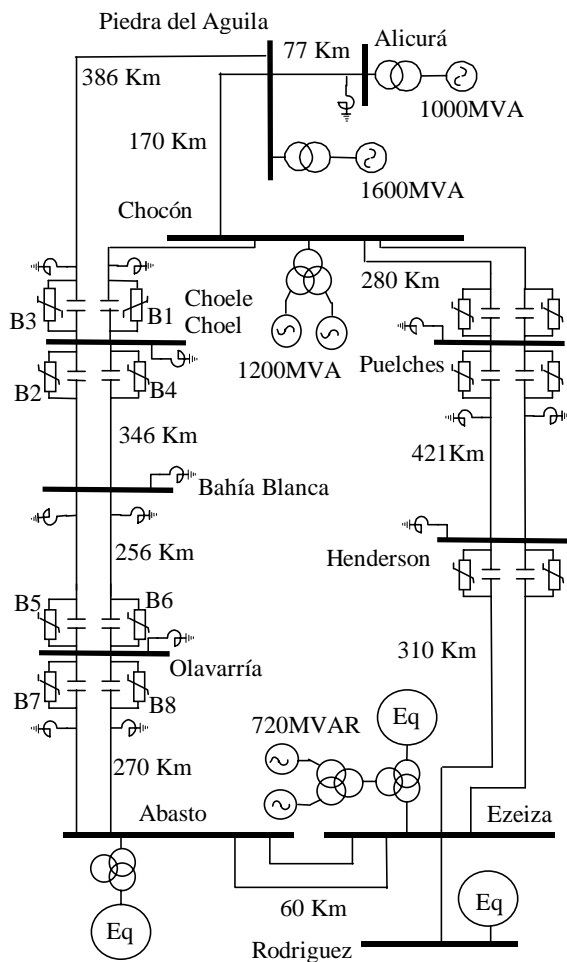 Piedra del Aguila
77 Km
Alicurá
386 Km
1000MVA
170 Km
1600MVA
Chocón
280 Km
Choele
Choel
B3
B1
1200MVA
Puelches
B2
B4
346 Km
421Km
Bahía Blanca
256 Km
Henderson
B5
B6
Olavarría
310 Km
B7
B8
720MVAR
Eq
270 Km
Abasto
Ezeiza
60 Km
Eq
Eq
Rodriguez